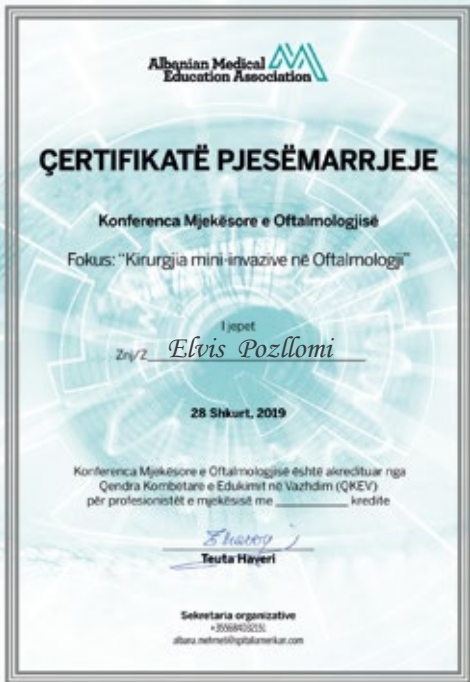 Albanian Medical
Education Association
ÇERTIFIKATË PJESËMARRJEJE
Konferenca Mjekësore e Oftalmologjisë
Fokus: "Kirurgjia mini-invazive në Oftalmologji"
I jepet
Znj/Z Elvis Pozllomi
28 Shkurt, 2019
Konferenca Mjekësore e Oftalmologjisë është akredituar nga
Qendra Kombëtare e Edukimit në Vazhdim (QKEV)
për profesionistët e mjekësisë me ____________ kredite
Teuta Haveri
Sekretaria organizative